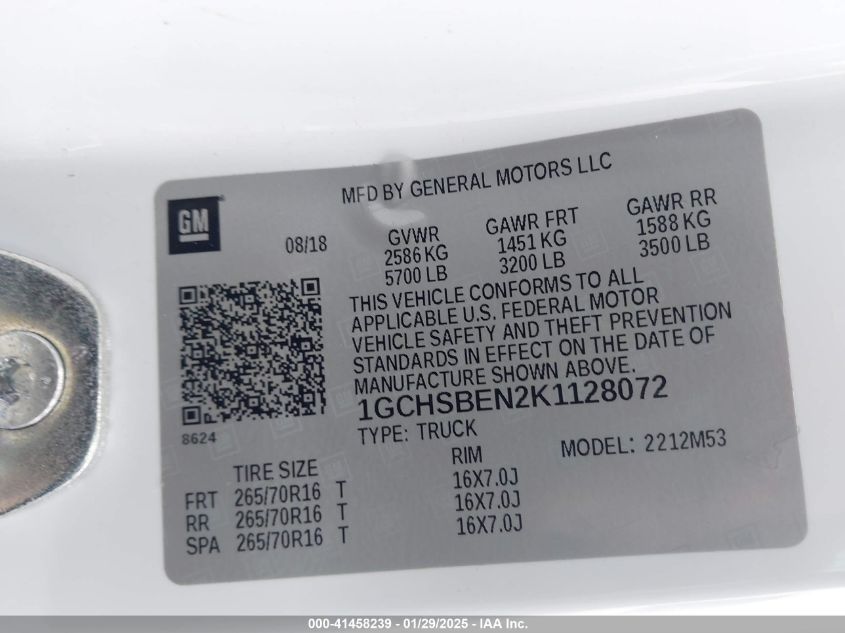 MFD BY GENERAL MOTORS LLC
GM
08/18
GVWR
2586 KG
5700 LB
GAWR FRT
1451 KG
3200 LB
GAWR RR
1588 KG
3500 LB
THIS VEHICLE CONFORMS TO ALL
APPLICABLE U.S. FEDERAL MOTOR
VEHICLE SAFETY AND THEFT PREVENTION
STANDARDS IN EFFECT ON THE DATE OF
MANUFACTURE SHOWN ABOVE.
1GCHSBEN2K1128072
8624
TYPE: TRUCK
MODEL: 2212M53
TIRE SIZE RIM
FRT 265/70R16 T 16X7.0J
RR 265/70R16 T 16X7.0J
SPA 265/70R16 T 16X7.0J
000-41458239 - 01/29/2025 - IAA Inc.